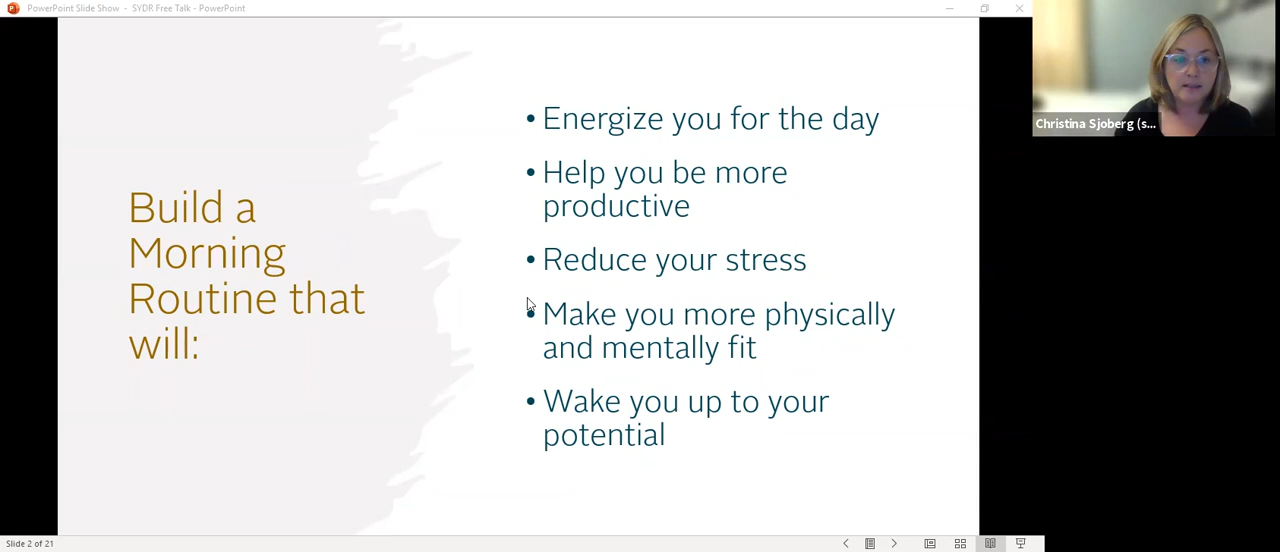 PowerPoint Slide Show - SYDR Free Talk - PowerPoint
Build a
Morning
Routine that
will:
• Energize you for the day
• Help you be more
productive
• Reduce your stress
• Make you more physically
and mentally fit
• Wake you up to your
potential
Christina Sjoberg (s...
Slide 2 of 21